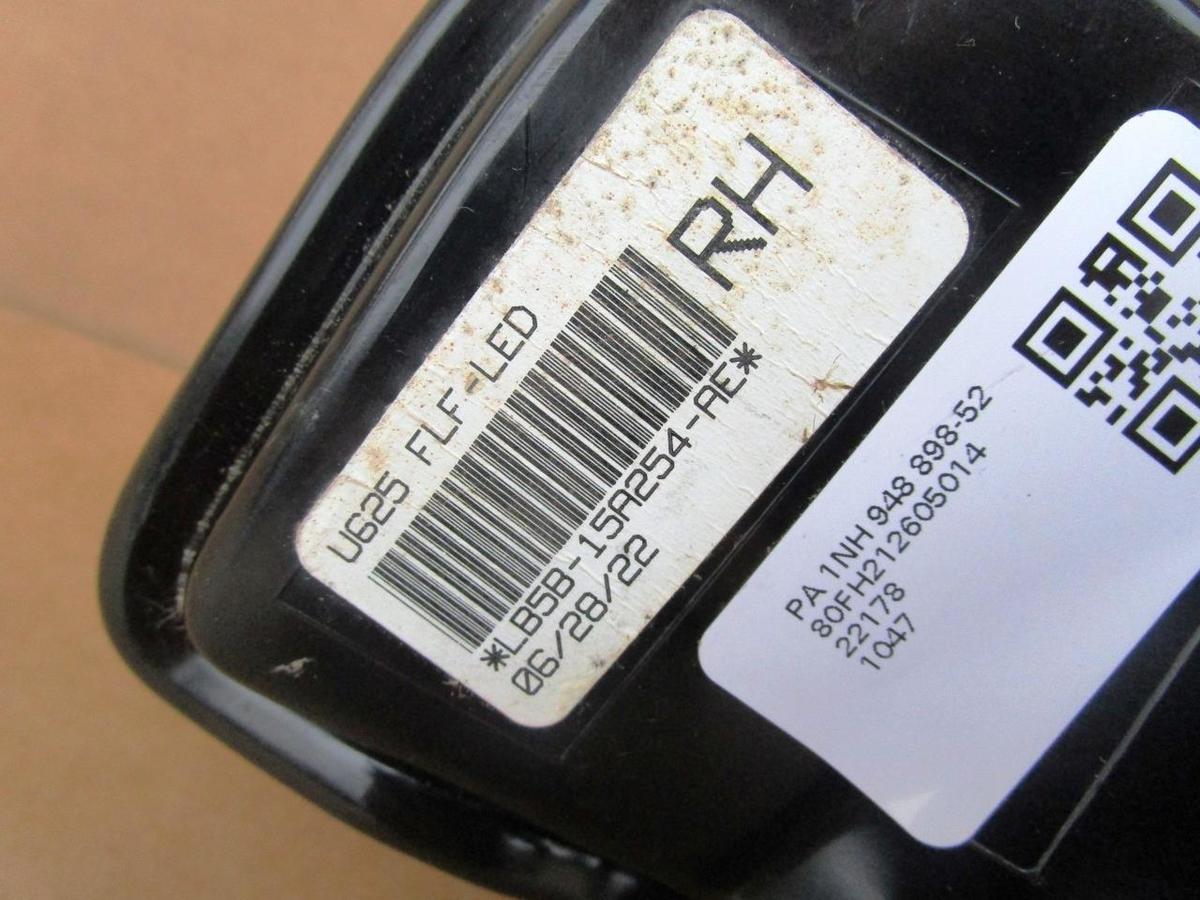 RH
U625 FLF-LED
*LB5B-15A254-AE*
06/28/22
PA 1NH 948 898-52
80FH212605014
22178
1047